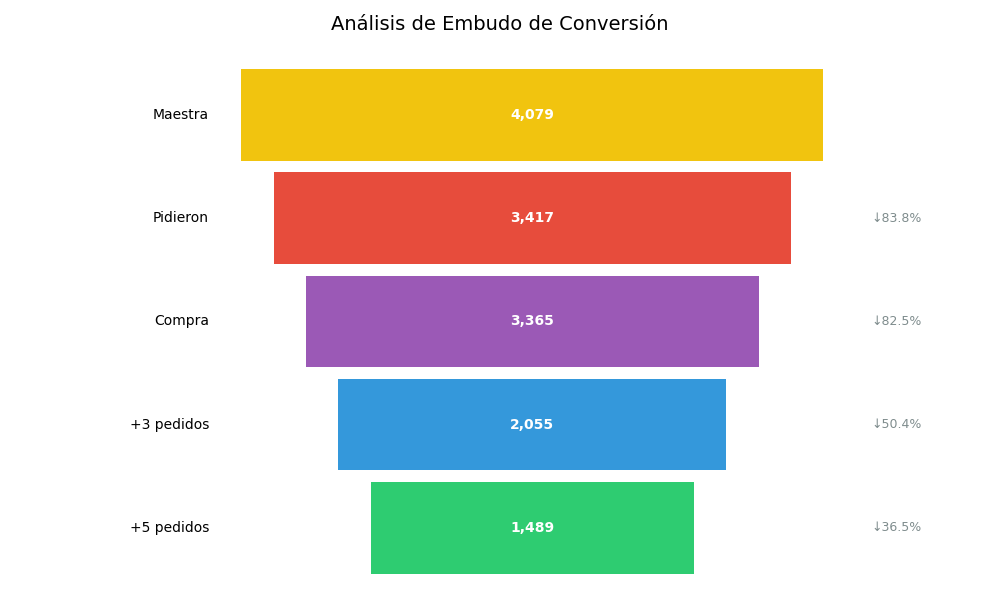 Análisis de Embudo de Conversión
Maestra 4,079
Pidieron 3,417 ↓83.8%
Compra 3,365 ↓82.5%
+3 pedidos 2,055 ↓50.4%
+5 pedidos 1,489 ↓36.5%